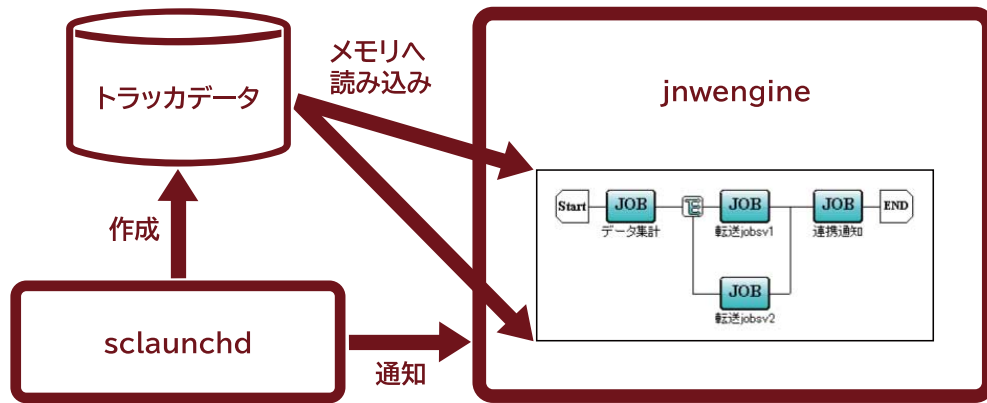 メモリへ
読み込み
トラッカデータ
jnwengine
作成
Start
JOB
JOB
JOB
END
データ集計
転送jobsv1
連携通知
JOB
転送jobsv2
sclaunchd
通知